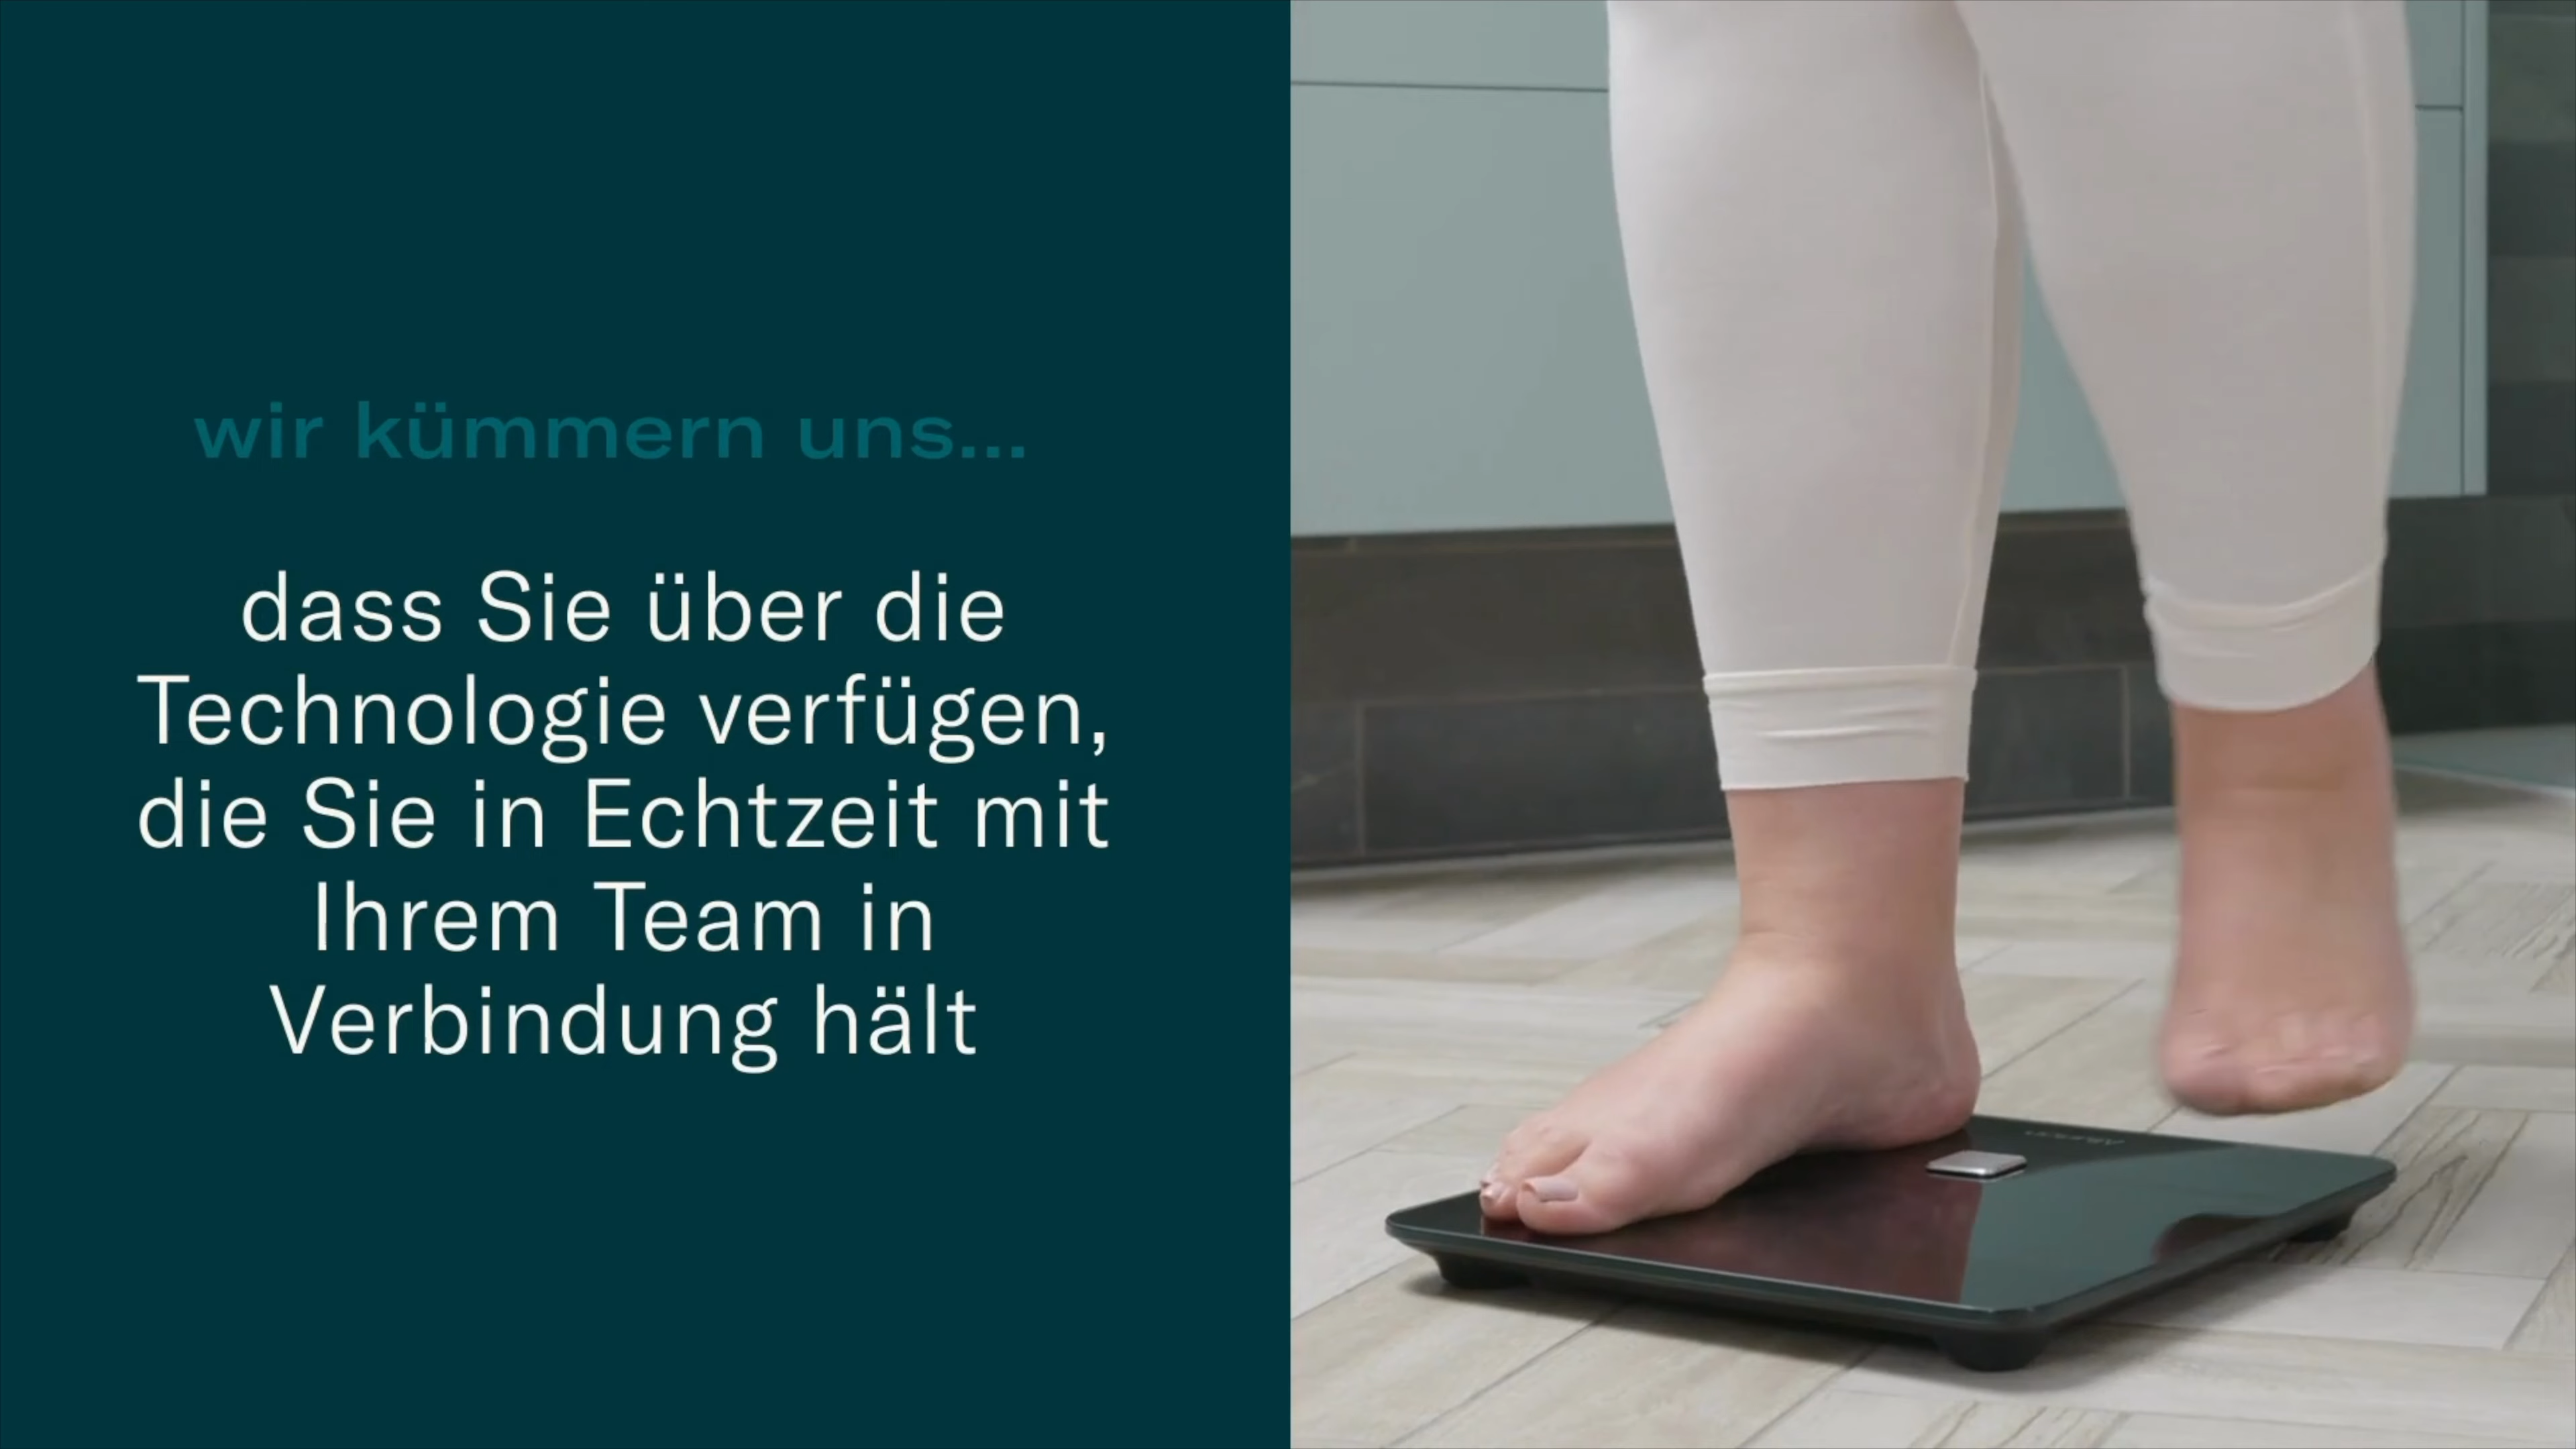 wir kümmern uns...
dass Sie über die
Technologie verfügen,
die Sie in Echtzeit mit
Ihrem Team in
Verbindung hält